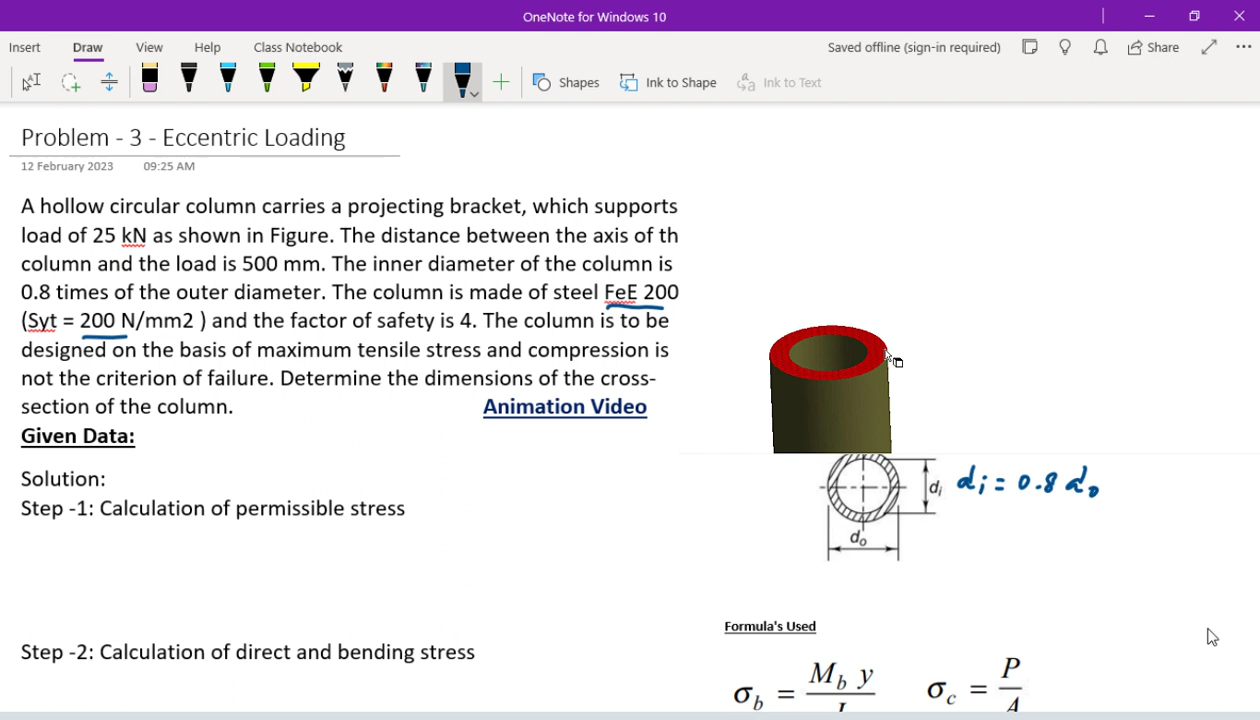 OneNote for Windows 10
Insert Draw View Help Class Notebook Saved offline (sign-in required) Share
Shapes Ink to Shape Ink to Text
Problem - 3 - Eccentric Loading
12 February 2023 09:25 AM
A hollow circular column carries a projecting bracket, which supports
load of 25 kN as shown in Figure. The distance between the axis of th
column and the load is 500 mm. The inner diameter of the column is
0.8 times of the outer diameter. The column is made of steel FeE 200
(Syt = 200 N/mm2 ) and the factor of safety is 4. The column is to be
designed on the basis of maximum tensile stress and compression is
not the criterion of failure. Determine the dimensions of the cross-
section of the column. Animation Video
Given Data:
Solution:
Step -1: Calculation of permissible stress
dᵢ dᵢ = 0.8 d₀
dₒ
Formula's Used
Step -2: Calculation of direct and bending stress
σ_b = M_b y / I σ_c = P / A